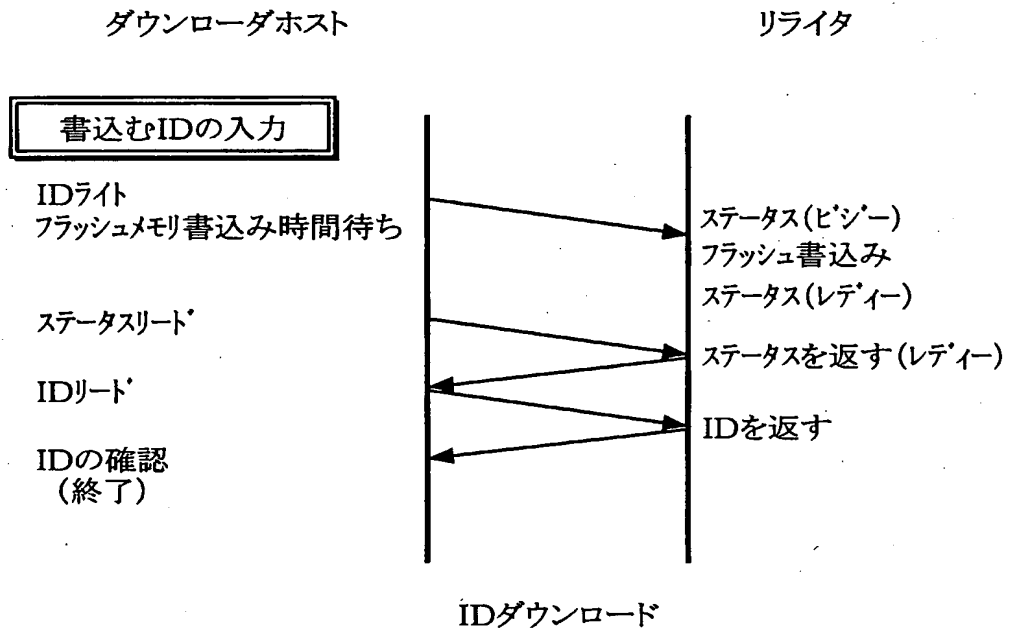 ダウンローダホスト
リライタ
書込むIDの入力
IDライト
フラッシュメモリ書込み時間待ち
ステータス(ビジー)
フラッシュ書込み
ステータス(レディー)
ステータスリード
ステータスを返す(レディー)
IDリード
IDを返す
IDの確認
(終了)
IDダウンロード